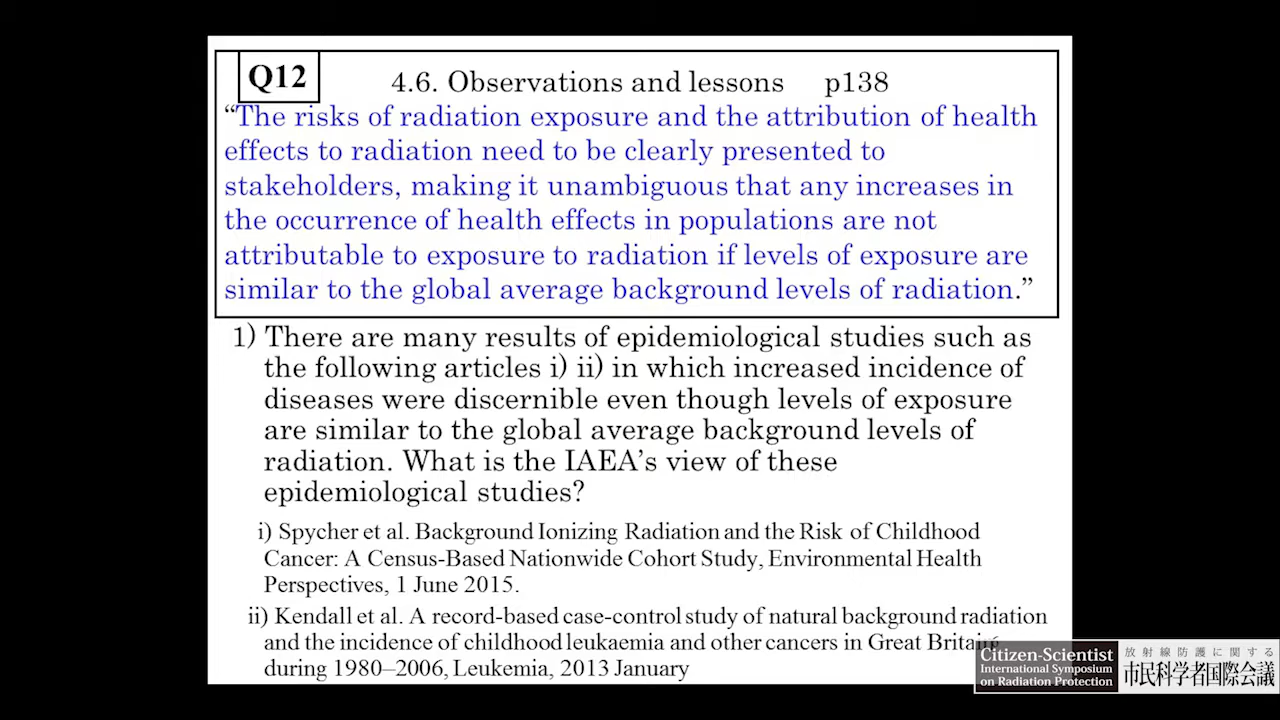 Q12
4.6. Observations and lessons p138
“The risks of radiation exposure and the attribution of health
effects to radiation need to be clearly presented to
stakeholders, making it unambiguous that any increases in
the occurrence of health effects in populations are not
attributable to exposure to radiation if levels of exposure are
similar to the global average background levels of radiation.”
1) There are many results of epidemiological studies such as
the following articles i) ii) in which increased incidence of
diseases were discernible even though levels of exposure
are similar to the global average background levels of
radiation. What is the IAEA’s view of these
epidemiological studies?
i) Spycher et al. Background Ionizing Radiation and the Risk of Childhood
Cancer: A Census-Based Nationwide Cohort Study, Environmental Health
Perspectives, 1 June 2015.
ii) Kendall et al. A record-based case-control study of natural background radiation
and the incidence of childhood leukaemia and other cancers in Great Britain
during 1980–2006, Leukemia, 2013 January
Citizen-Scientist
International Symposium
on Radiation Protection
放射線防護に関する
市民科学者国際会議